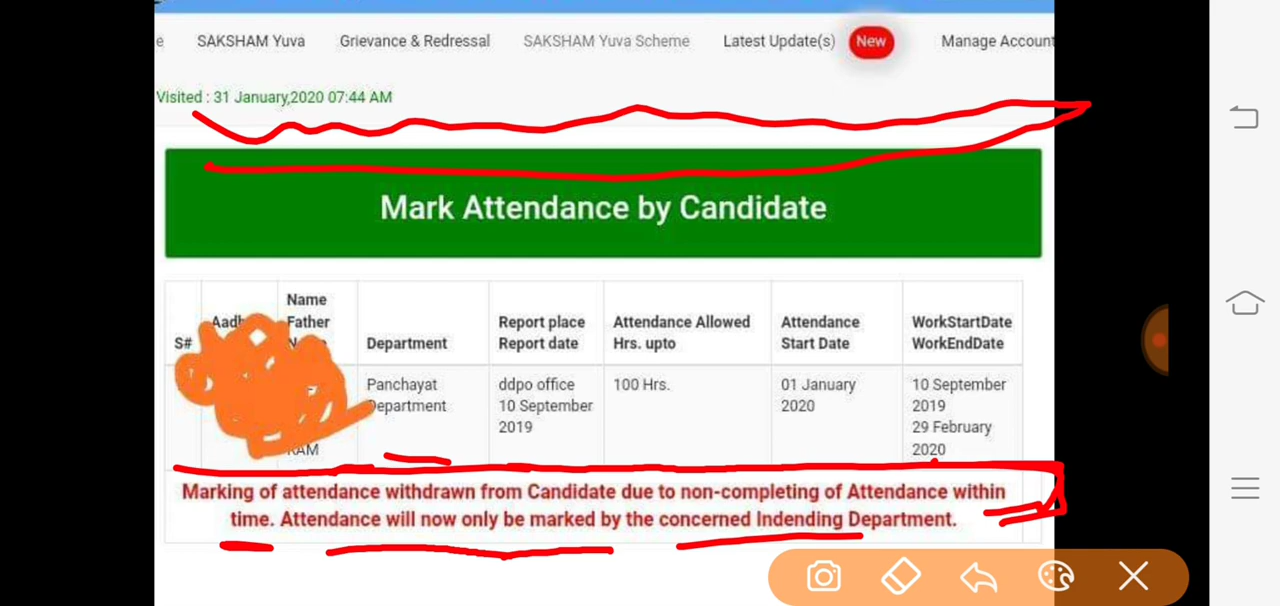 SAKSHAM Yuva Grievance & Redressal SAKSHAM Yuva Scheme Latest Update(s) New Manage Account
Visited : 31 January,2020 07:44 AM
Mark Attendance by Candidate
S#
Name
Father
Department
Report place
Report date
Attendance Allowed
Hrs. upto
Attendance
Start Date
WorkStartDate
WorkEndDate
Panchayat
Department
ddpo office
10 September
2019
100 Hrs.
01 January
2020
10 September
2019
29 February
2020
Marking of attendance withdrawn from Candidate due to non-completing of Attendance within
time. Attendance will now only be marked by the concerned Indending Department.